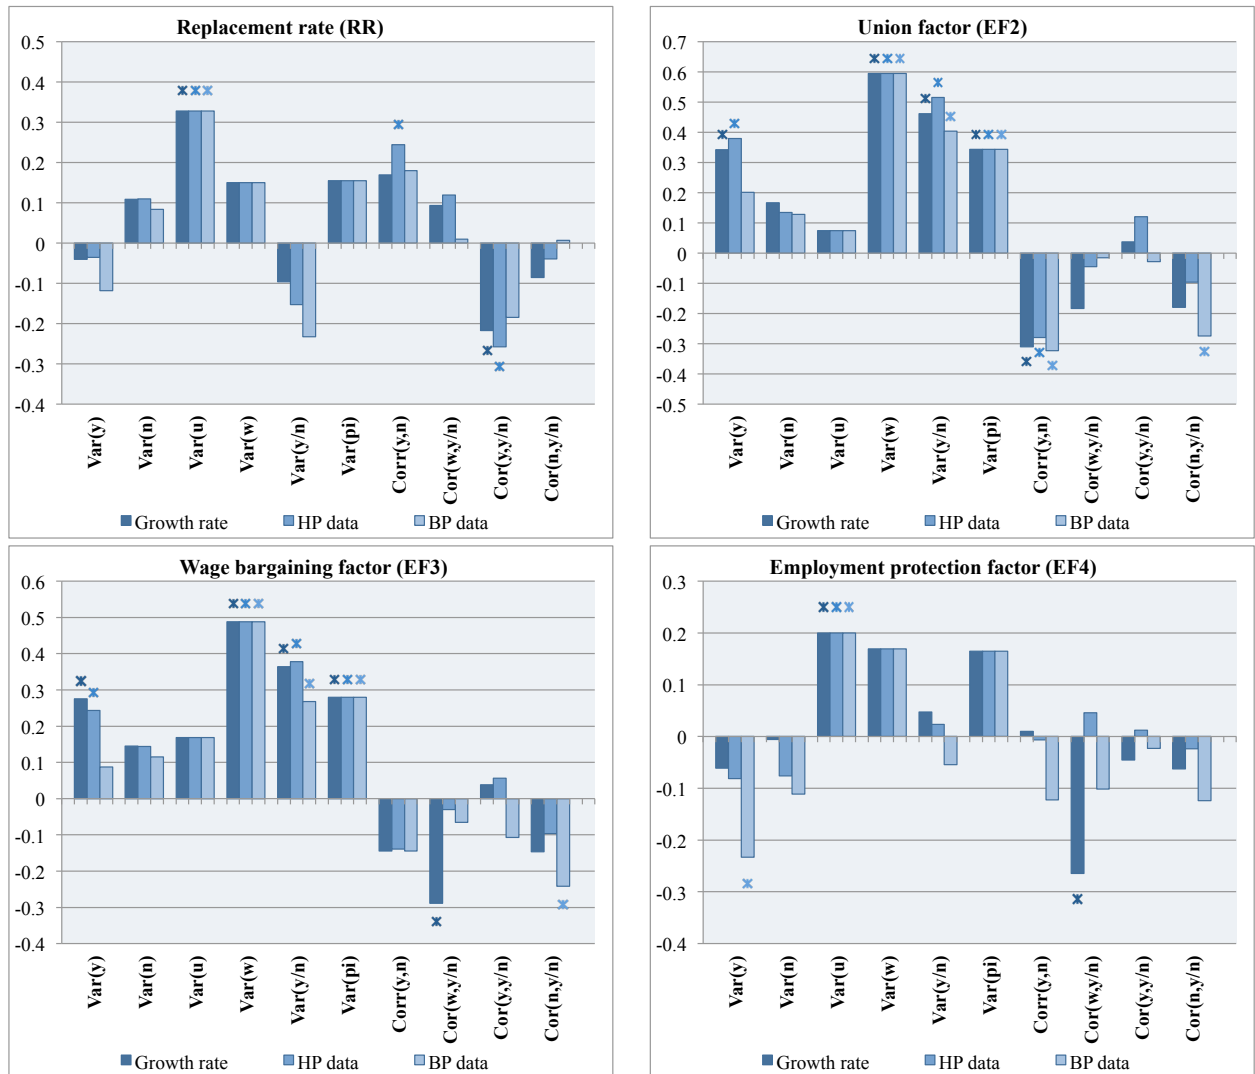 Replacement rate (RR)
0.5
0.4
0.3
0.2
0.1
0
-0.1
-0.2
-0.3
-0.4
Var(y)
Var(n)
Var(u)
Var(w)
Var(y/n)
Var(pi)
Corr(y,n)
Cor(w,y/n)
Cor(y,y/n)
Cor(n,y/n)
Growth rate HP data BP data
Union factor (EF2)
0.7
0.6
0.5
0.4
0.3
0.2
0.1
0
-0.1
-0.2
-0.3
-0.4
-0.5
Var(y)
Var(n)
Var(u)
Var(w)
Var(y/n)
Var(pi)
Corr(y,n)
Cor(w,y/n)
Cor(y,y/n)
Cor(n,y/n)
Growth rate HP data BP data
Wage bargaining factor (EF3)
0.6
0.5
0.4
0.3
0.2
0.1
0
-0.1
-0.2
-0.3
-0.4
Var(y)
Var(n)
Var(u)
Var(w)
Var(y/n)
Var(pi)
Corr(y,n)
Cor(w,y/n)
Cor(y,y/n)
Cor(n,y/n)
Growth rate HP data BP data
Employment protection factor (EF4)
0.3
0.2
0.1
0
-0.1
-0.2
-0.3
-0.4
Var(y)
Var(n)
Var(u)
Var(w)
Var(y/n)
Var(pi)
Corr(y,n)
Cor(w,y/n)
Cor(y,y/n)
Cor(n,y/n)
Growth rate HP data BP data